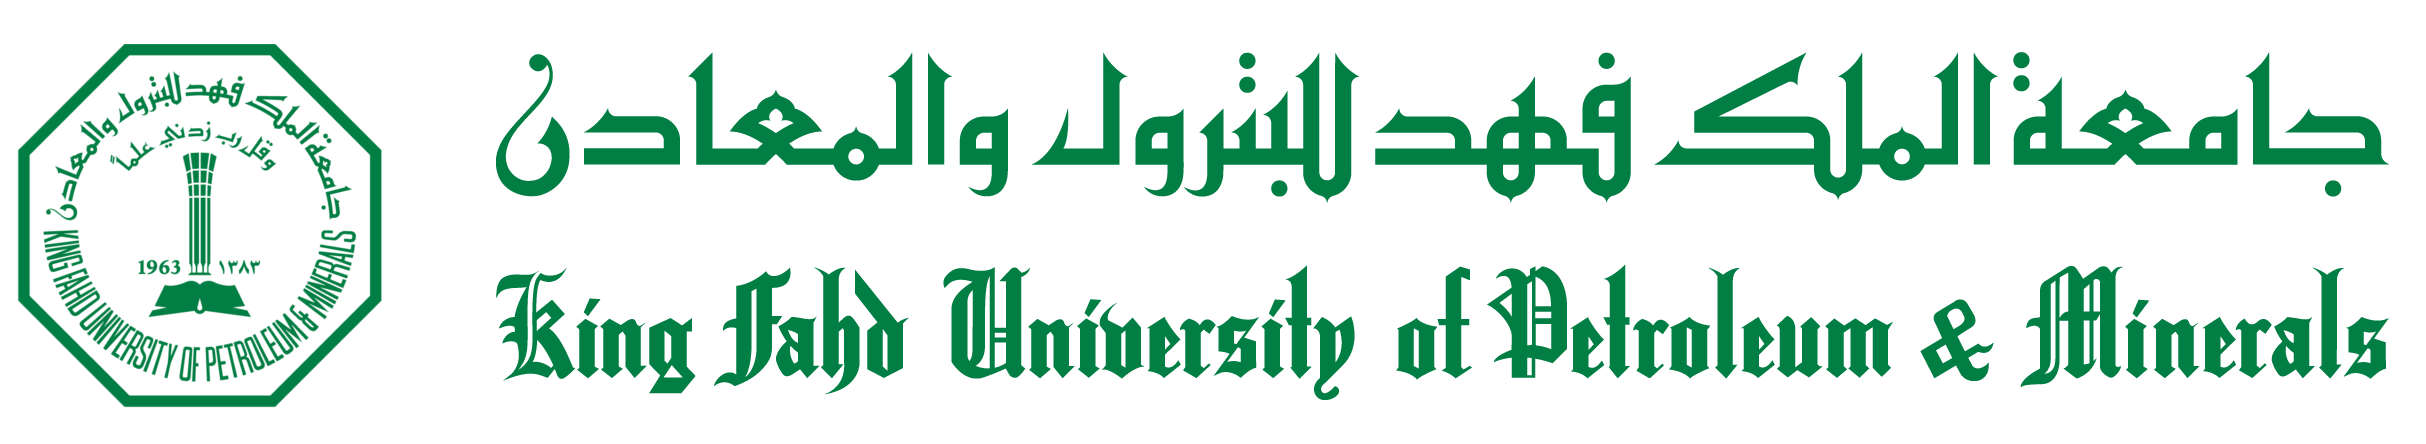 جامعة الملك فهد للبترول والمعادن
وقل رب زدني علماً
1963 ١٣٨٣
KING FAHD UNIVERSITY OF PETROLEUM & MINERALS
جامعة الملك فهد للبترول والمعادن
King Fahd University of Petroleum & Minerals